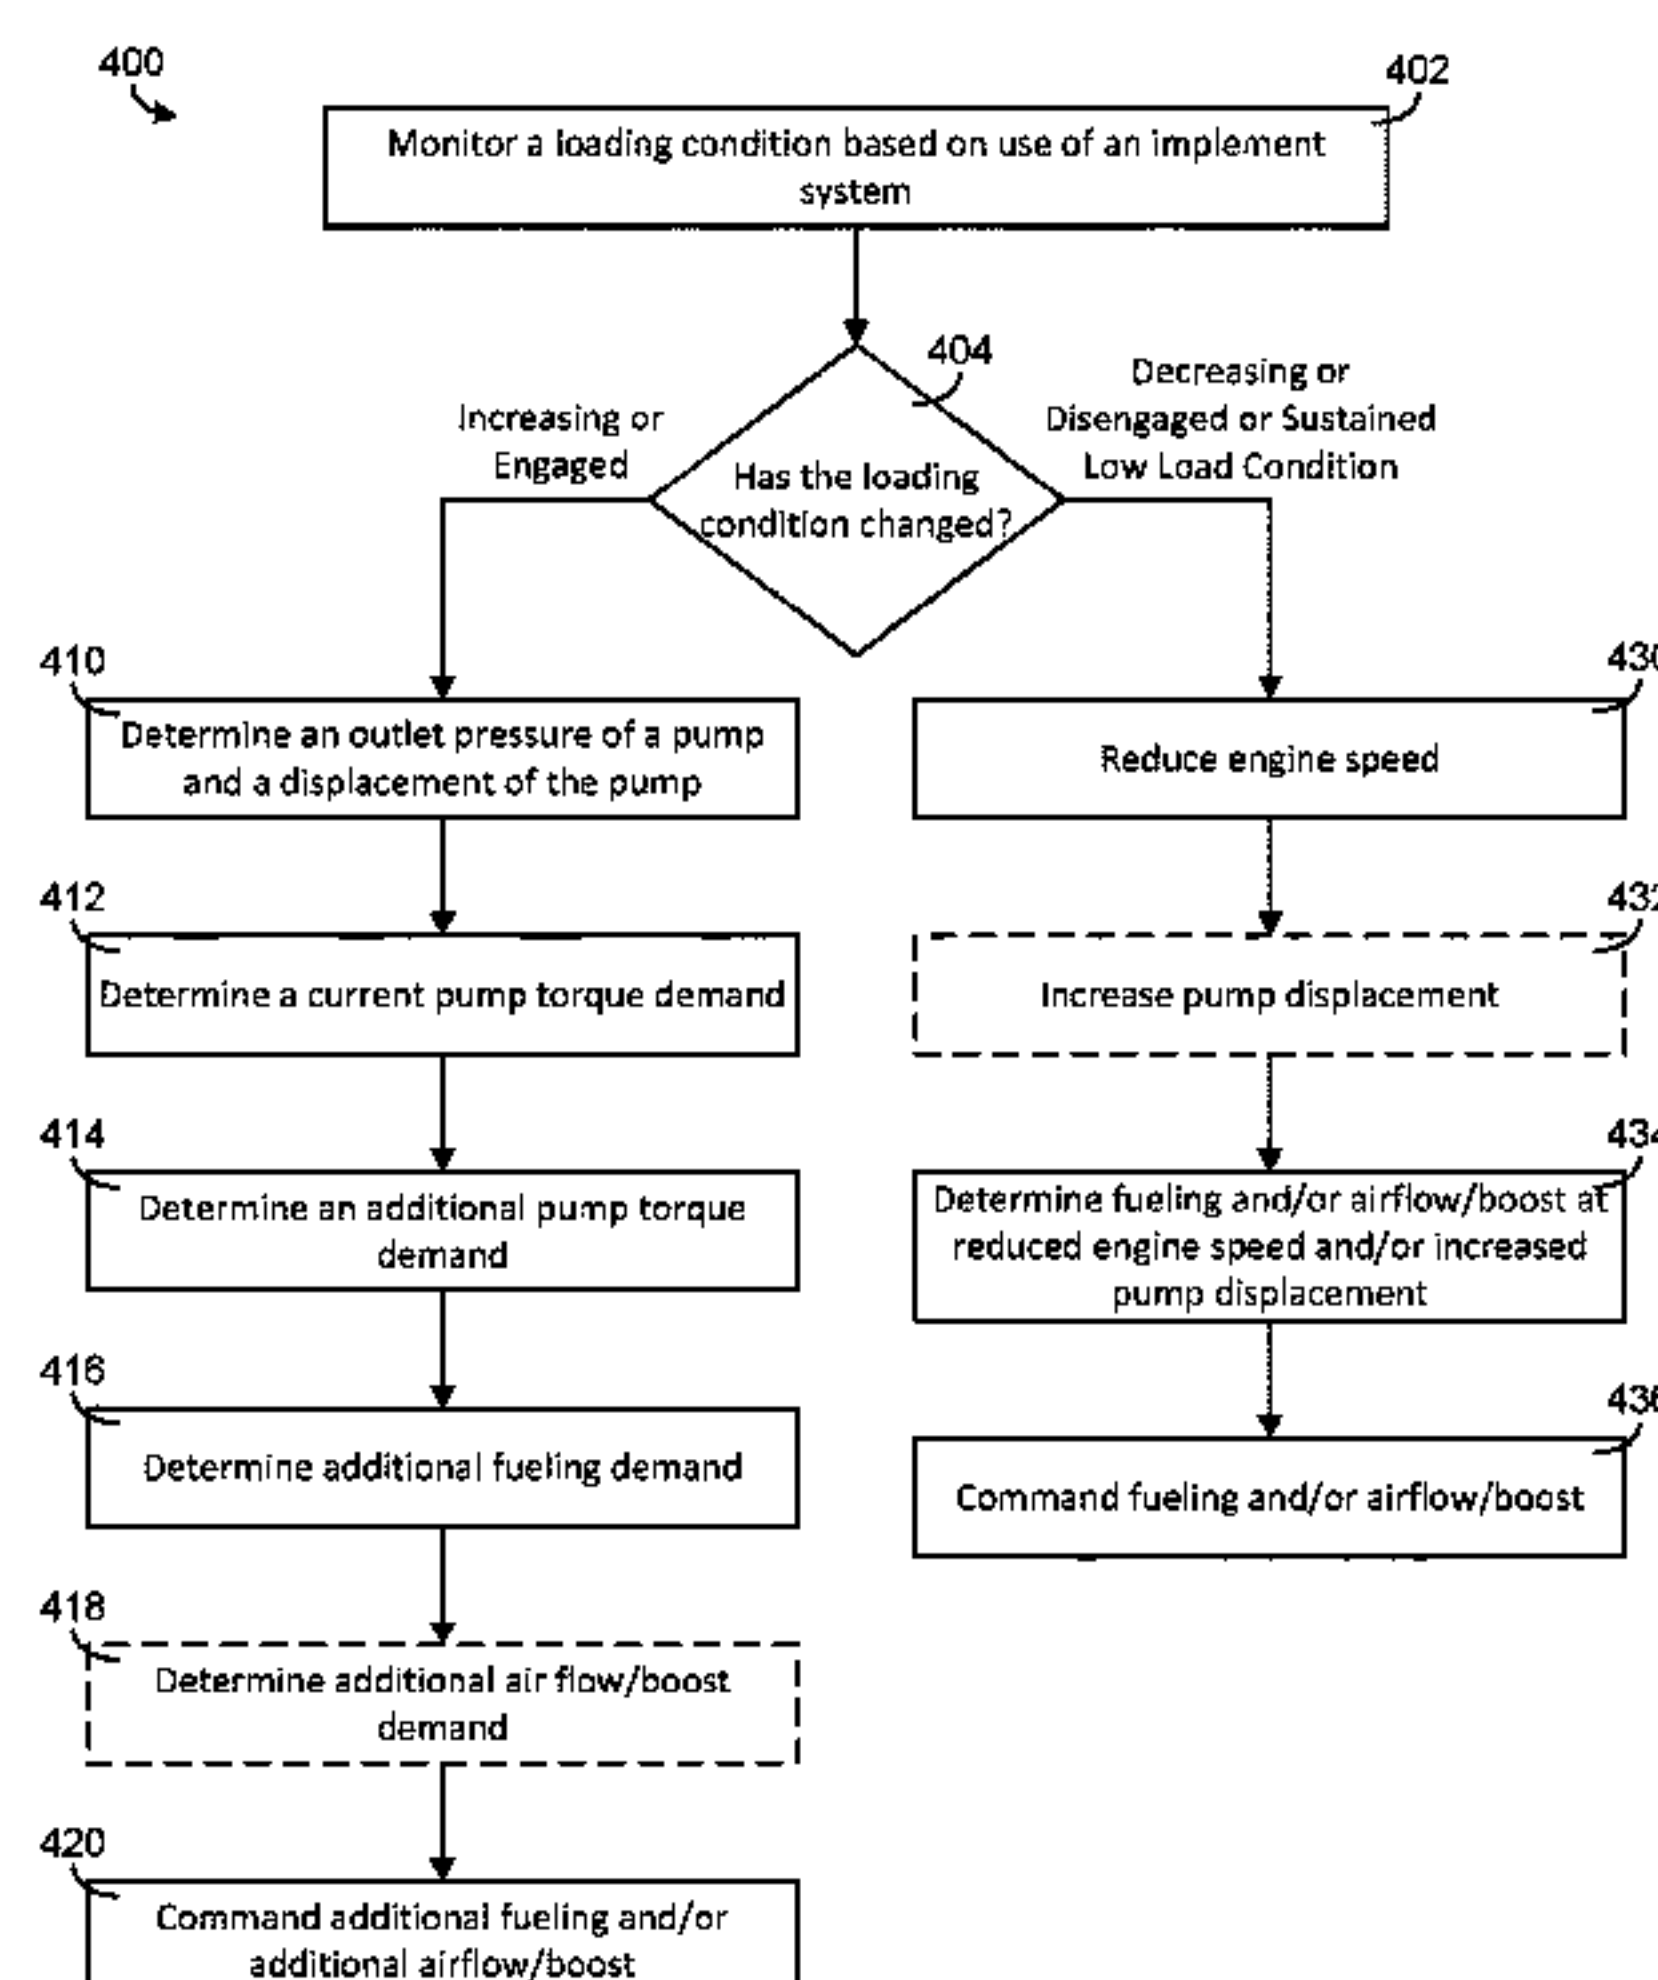 400
402
Monitor a loading condition based on use of an implement
system
404
Increasing or
Engaged
Decreasing or
Disengaged or Sustained
Low Load Condition
Has the loading
condition changed?
410
Determine an outlet pressure of a pump
and a displacement of the pump
412
Determine a current pump torque demand
414
Determine an additional pump torque
demand
416
Determine additional fueling demand
418
Determine additional air flow/boost
demand
420
Command additional fueling and/or
additional airflow/boost
430
Reduce engine speed
432
Increase pump displacement
434
Determine fueling and/or airflow/boost at
reduced engine speed and/or increased
pump displacement
436
Command fueling and/or airflow/boost